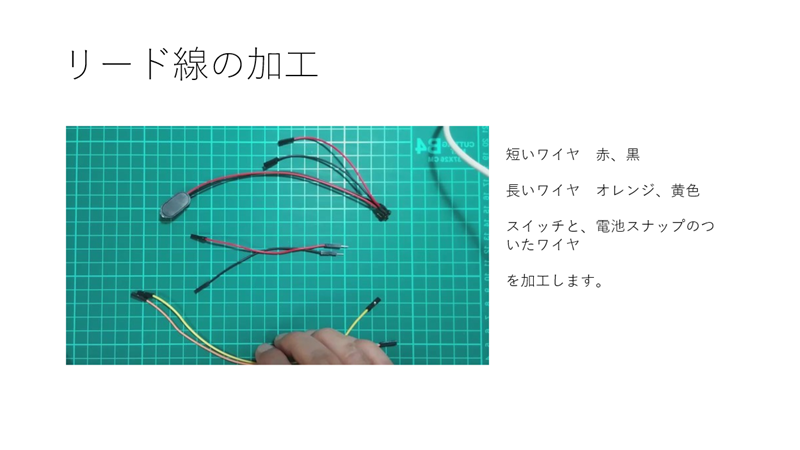 リード線の加工
短いワイヤ　赤、黒
長いワイヤ　オレンジ、黄色
スイッチと、電池スナップのつ
いたワイヤ
を加工します。
B4